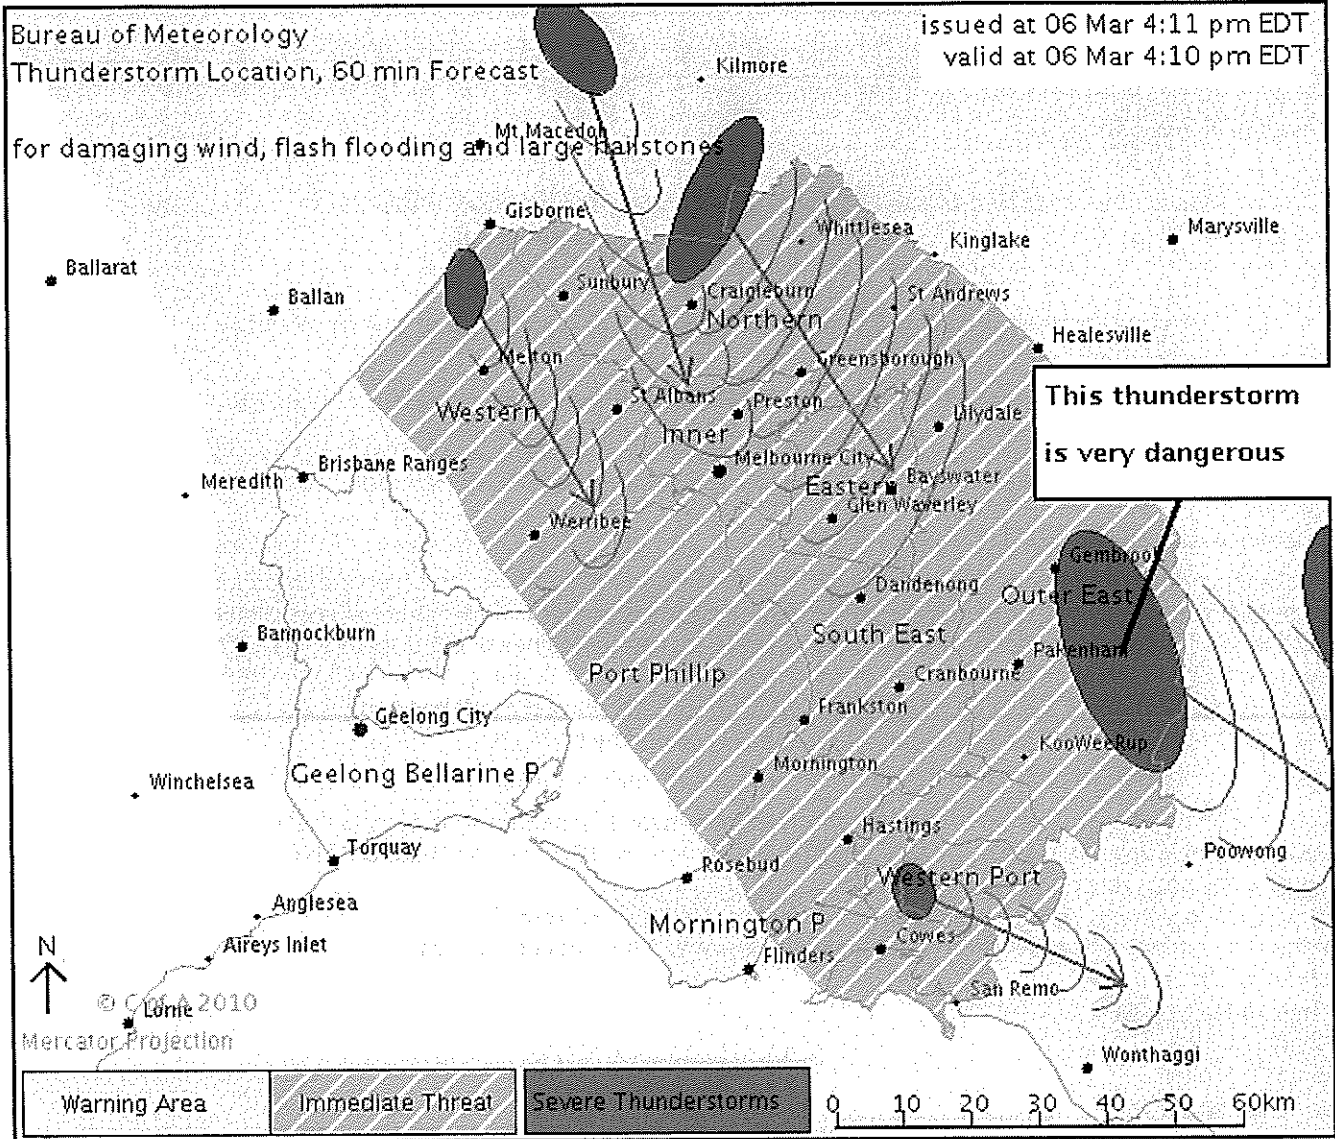 Bureau of Meteorology
Thunderstorm Location, 60 min Forecast
for damaging wind, flash flooding and large hailstones
issued at 06 Mar 4:11 pm EDT
valid at 06 Mar 4:10 pm EDT
Kilmore
Mt Macedon
Gisborne
Whittlesea
Kinglake
Marysville
Ballarat
Ballan
Sunbury
Craigieburn
St Andrews
Northern
Healesville
Melton
Greensborough
St Albans
Preston
Western
Inner
Lilydale
This thunderstorm
is very dangerous
Melbourne City
Brisbane Ranges
Meredith
Eastern
Bayswater
Glen Waverley
Werribee
Gembrook
Dandenong
Outer East
Bannockburn
South East
Pakenham
Port Phillip
Cranbourne
Frankston
Geelong City
KooWeeRup
Geelong Bellarine P
Mornington
Winchelsea
Hastings
Torquay
Rosebud
Poowong
Western Port
Anglesea
Mornington P
Cowes
Aireys Inlet
Flinders
N
San Remo
© C of A 2010
Lorne
Mercator Projection
Wonthaggi
Warning Area
Immediate Threat
Severe Thunderstorms
0 10 20 30 40 50 60km